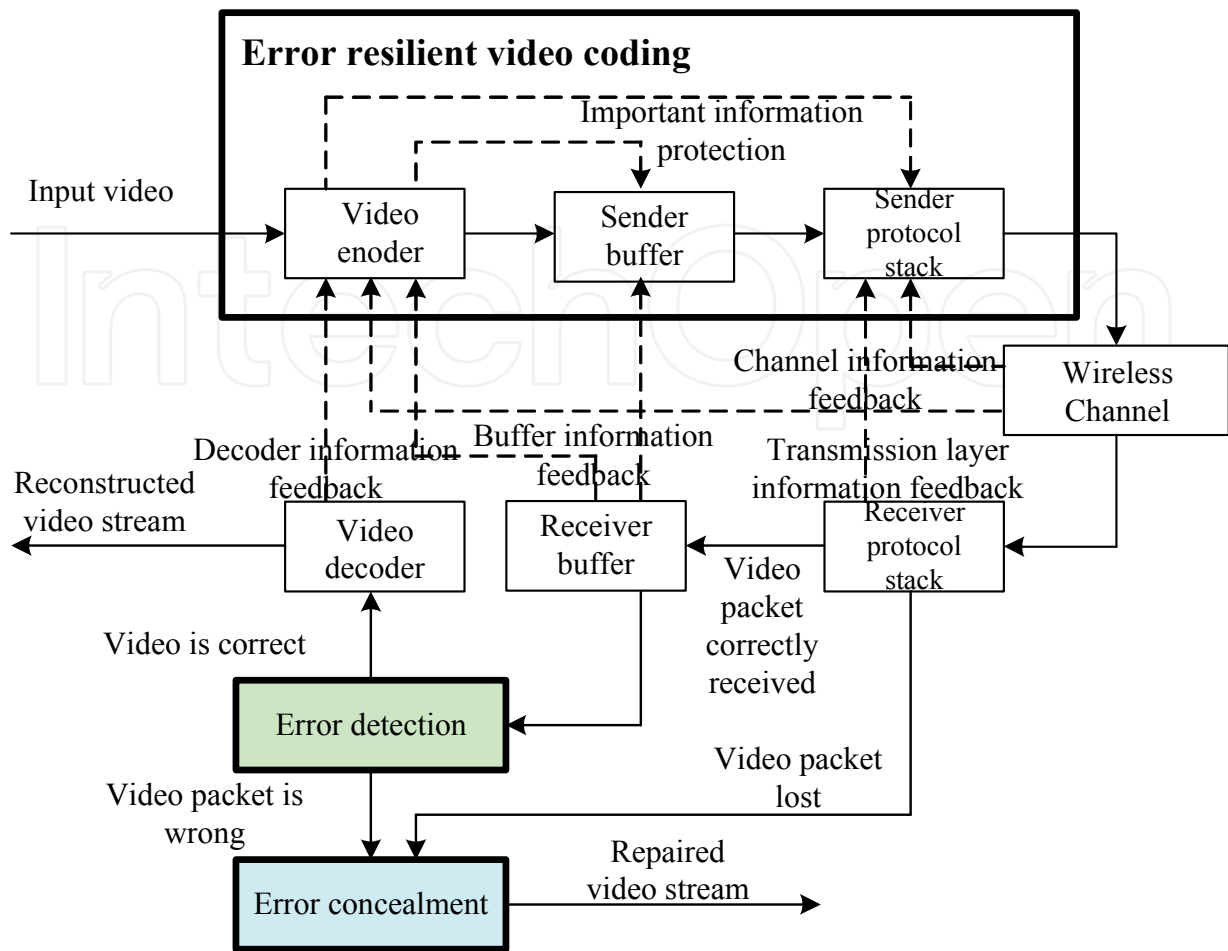 Error resilient video coding
Important information
protection
Input video
Video
enoder
Sender
buffer
Sender
protocol
stack
IntechOpen
Channel information
feedback
Wireless
Channel
Decoder information
feedback
Buffer information
feedback
Transmission layer
information feedback
Reconstructed
video stream
Video
decoder
Receiver
buffer
Receiver
protocol
stack
Video
packet
correctly
received
Video is correct
Error detection
Video packet
lost
Video packet is
wrong
Error concealment
Repaired
video stream